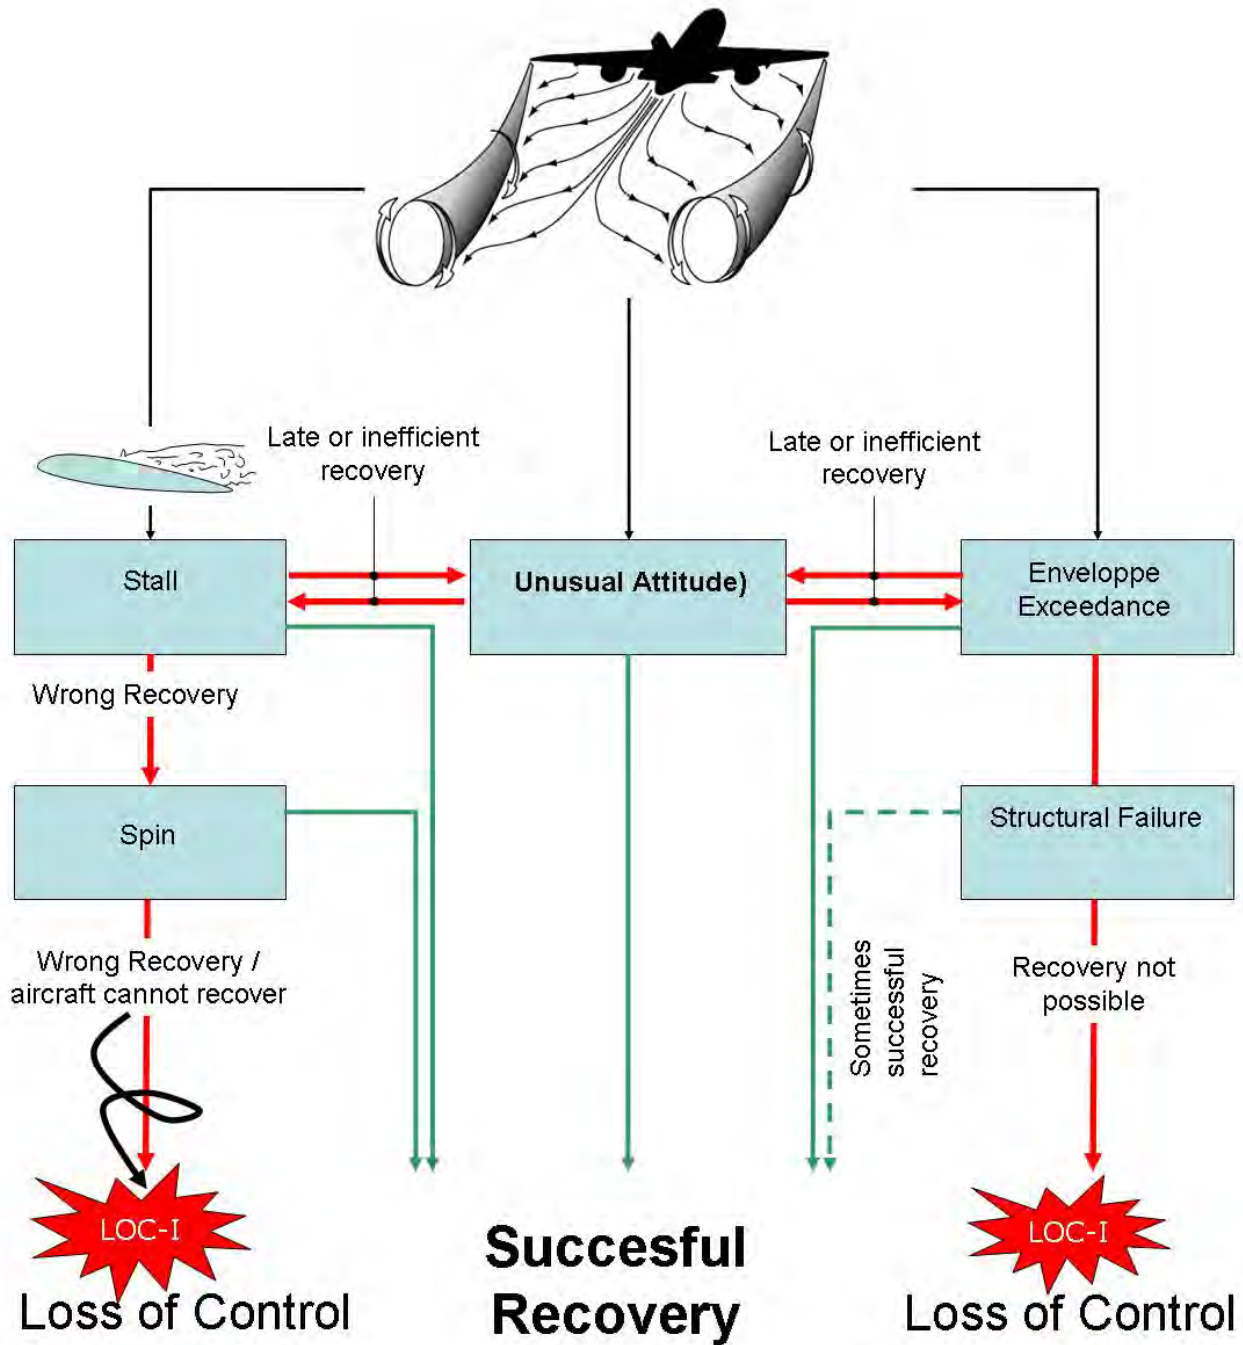 Late or inefficient
recovery
Late or inefficient
recovery
Stall
Unusual Attitude)
Enveloppe
Exceedance
Wrong Recovery
Spin
Structural Failure
Wrong Recovery /
aircraft cannot recover
Sometimes
successful
recovery
Recovery not
possible
LOC-I
Loss of Control
Succesful
Recovery
LOC-I
Loss of Control